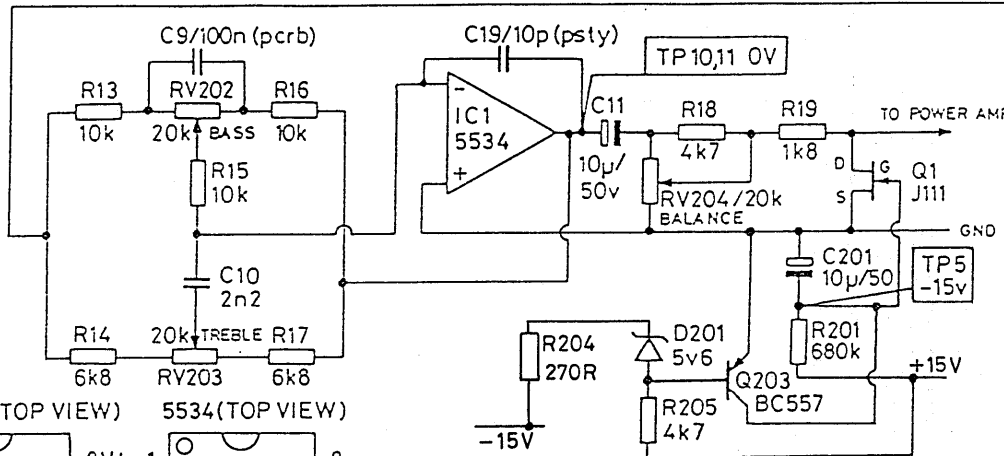 C9/100n (pcrb)
C19/10p (psty)
TP10,11 0V
R13
RV202
R16
10k
20k
BASS
10k
R15
10k
IC1
5534
-
+
C11
10µ/
50v
R18
4k7
R19
1k8
TO POWER AMP
D
G
S
Q1
J111
RV204/20k
BALANCE
GND
C10
2n2
C201
10µ/50
TP5
-15v
R14
20k
TREBLE
R17
6k8
RV203
6k8
R204
270R
D201
5v6
R201
680k
+15V
Q203
BC557
R205
4k7
-15V
(TOP VIEW)
5534(TOP VIEW)